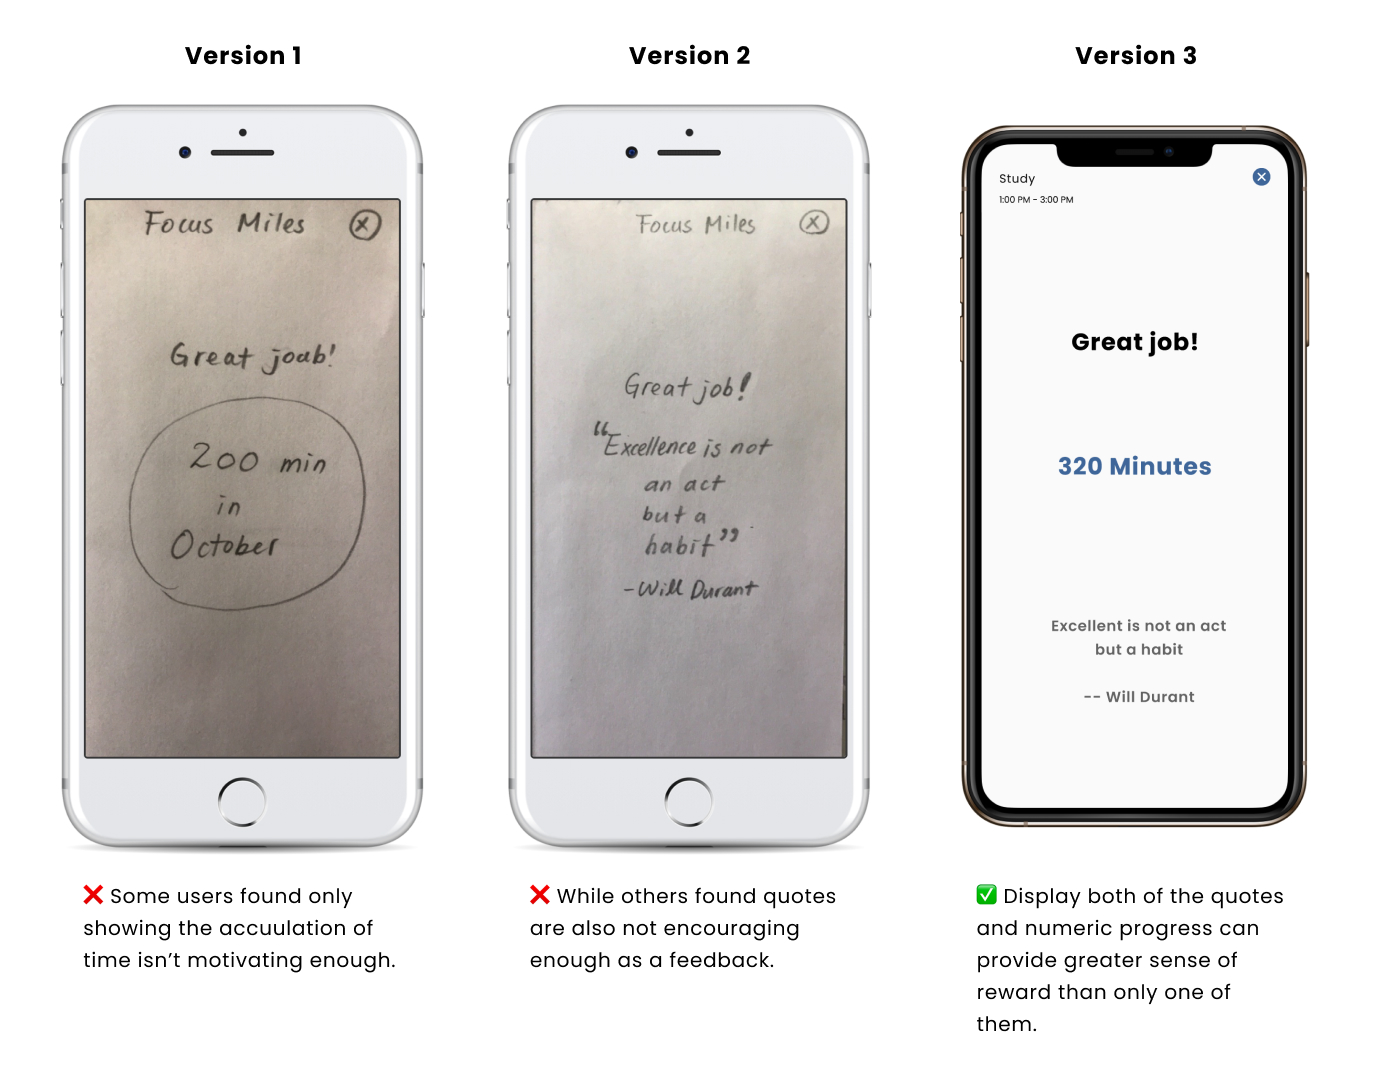 Version 1
Focus Miles
Great joab!
200 min
in
October
Some users found only
showing the accuulation of
time isn’t motivating enough.
Version 2
Focus Miles
Great job!
“Excellence is not
an act
but a
habit”
-Will Durant
While others found quotes
are also not encouraging
enough as a feedback.
Version 3
Study
1:00 PM - 3:00 PM
Great job!
320 Minutes
Excellent is not an act
but a habit
-- Will Durant
Display both of the quotes
and numeric progress can
provide greater sense of
reward than only one of
them.